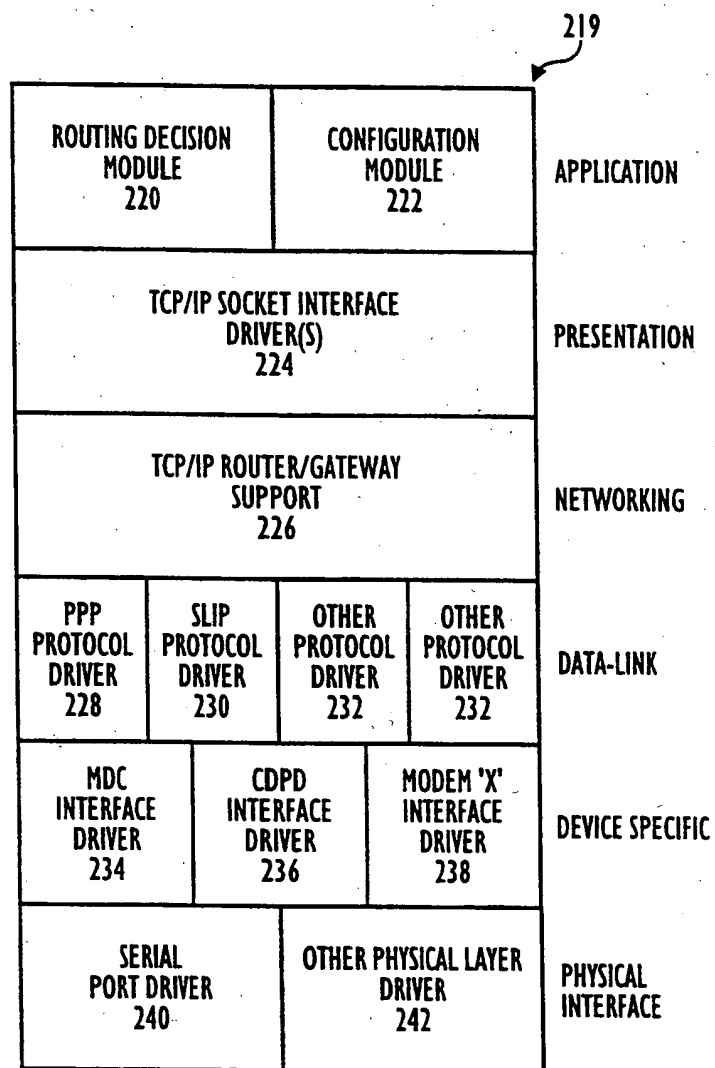 219
ROUTING DECISION
MODULE
220
CONFIGURATION
MODULE
222
APPLICATION
TCP/IP SOCKET INTERFACE
DRIVER(S)
224
PRESENTATION
TCP/IP ROUTER/GATEWAY
SUPPORT
226
NETWORKING
PPP
PROTOCOL
DRIVER
228
SLIP
PROTOCOL
DRIVER
230
OTHER
PROTOCOL
DRIVER
232
OTHER
PROTOCOL
DRIVER
232
DATA-LINK
MDC
INTERFACE
DRIVER
234
CDPD
INTERFACE
DRIVER
236
MODEM 'X'
INTERFACE
DRIVER
238
DEVICE SPECIFIC
SERIAL
PORT DRIVER
240
OTHER PHYSICAL LAYER
DRIVER
242
PHYSICAL
INTERFACE